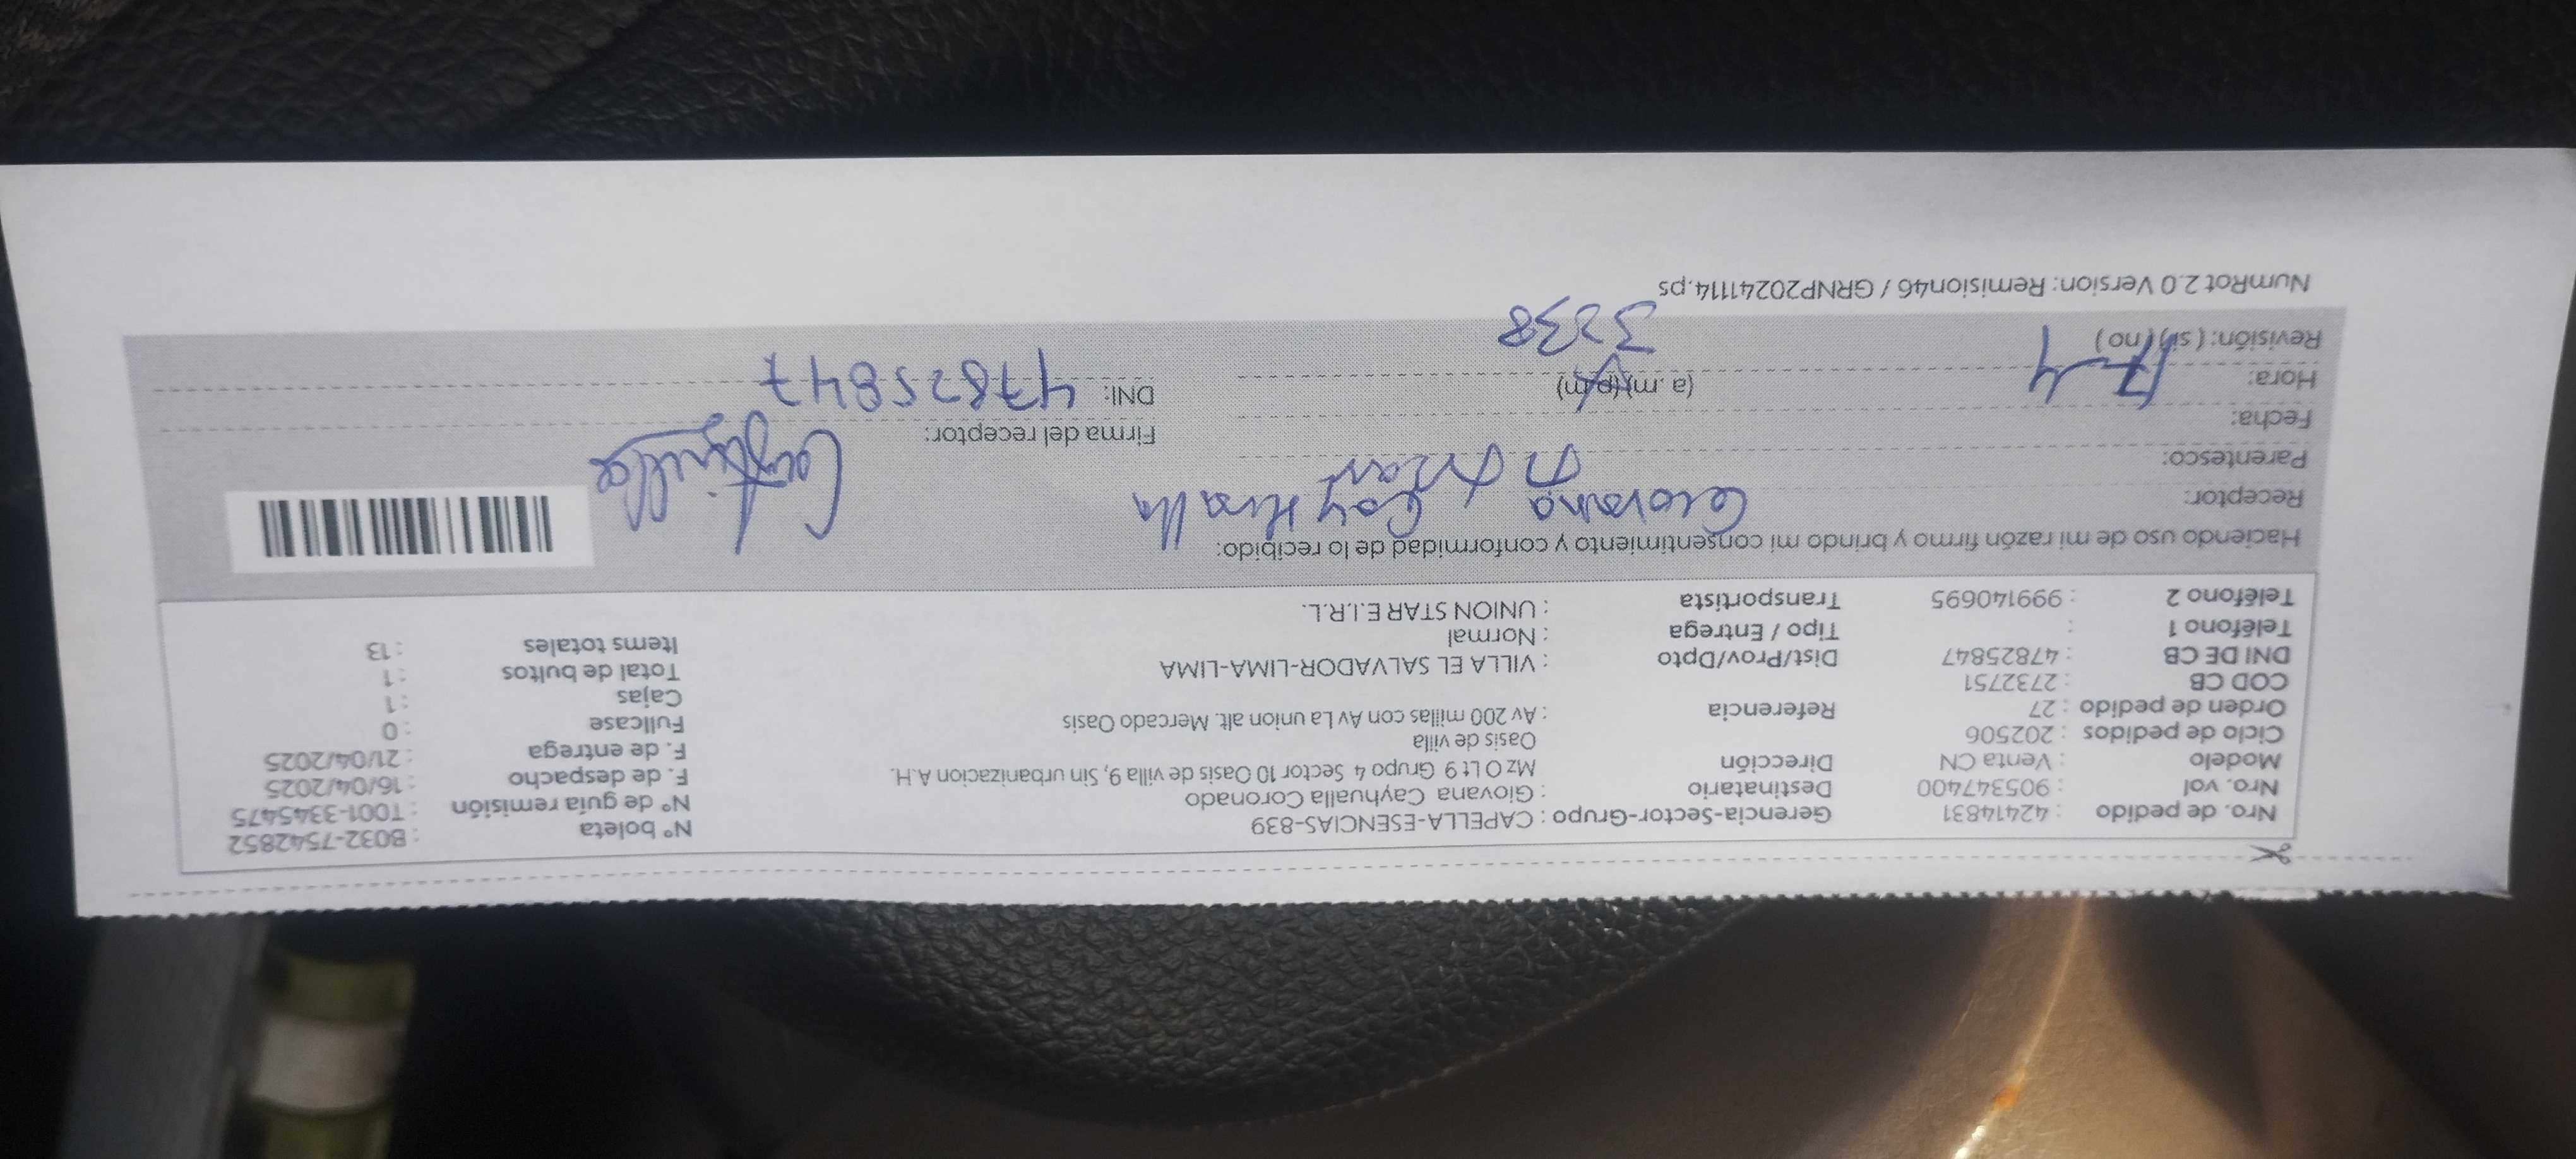 Nro. de pedido : 42414831 Gerencia-Sector-Grupo : CAPELLA-ESENCIAS-839 N° boleta : B032-7542852
Nro. vol : 905347400 Destinatario : Giovana Cayhualla Coronado N° de guía remisión : T001-3345475
Modelo : Venta CN Dirección Mz O Lt 9 Grupo 4 Sector 10 Oasis de villa 9, Sin urbanizacion A.H. F. de despacho : 16/04/2025
Ciclo de pedidos : 202506 Oasis de villa F. de entrega : 21/04/2025
Orden de pedido : 27 Referencia : Av 200 millas con Av La union alt. Mercado Oasis Fullcase : 0
COD CB : 2732751 Cajas : 1
DNI DE CB : 47825847 Dist/Prov/Dpto : VILLA EL SALVADOR-LIMA-LIMA Total de bultos : 1
Teléfono 1 : Tipo / Entrega : Normal Items totales : 13
Teléfono 2 : 999140695 Transportista : UNION STAR E.I.R.L.
Haciendo uso de mi razón firmo y brindo mi consentimiento y conformidad de lo recibido:
Receptor: Giovana
Parentesco:
Fecha: Firma del receptor:
Hora: 17-4 (a. m) (p. m) DNI: 47825847
Revisión: ( si ) ( no ) 3238
NumRot 2.0 Version: Remision46 / GRNP20241114.ps